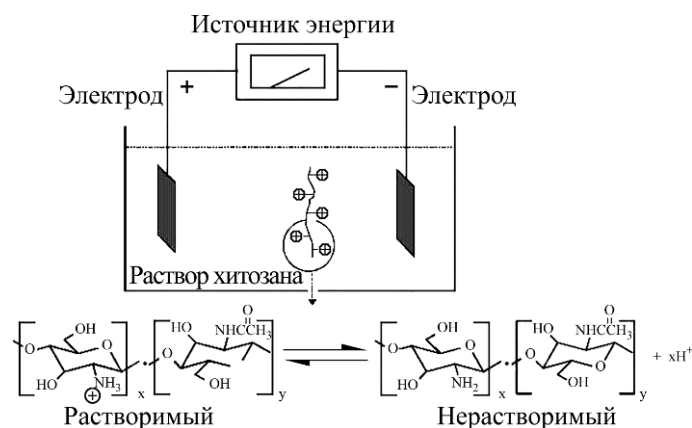 Источник энергии
Электрод + − Электрод
Раствор хитозана
OH O O HO NH₃ ⊕ x O HO NHCCH₃ O OH y
OH O O HO NH₂ x O HO NHCCH₃ O O OH y + xH⁺
Растворимый Нерастворимый